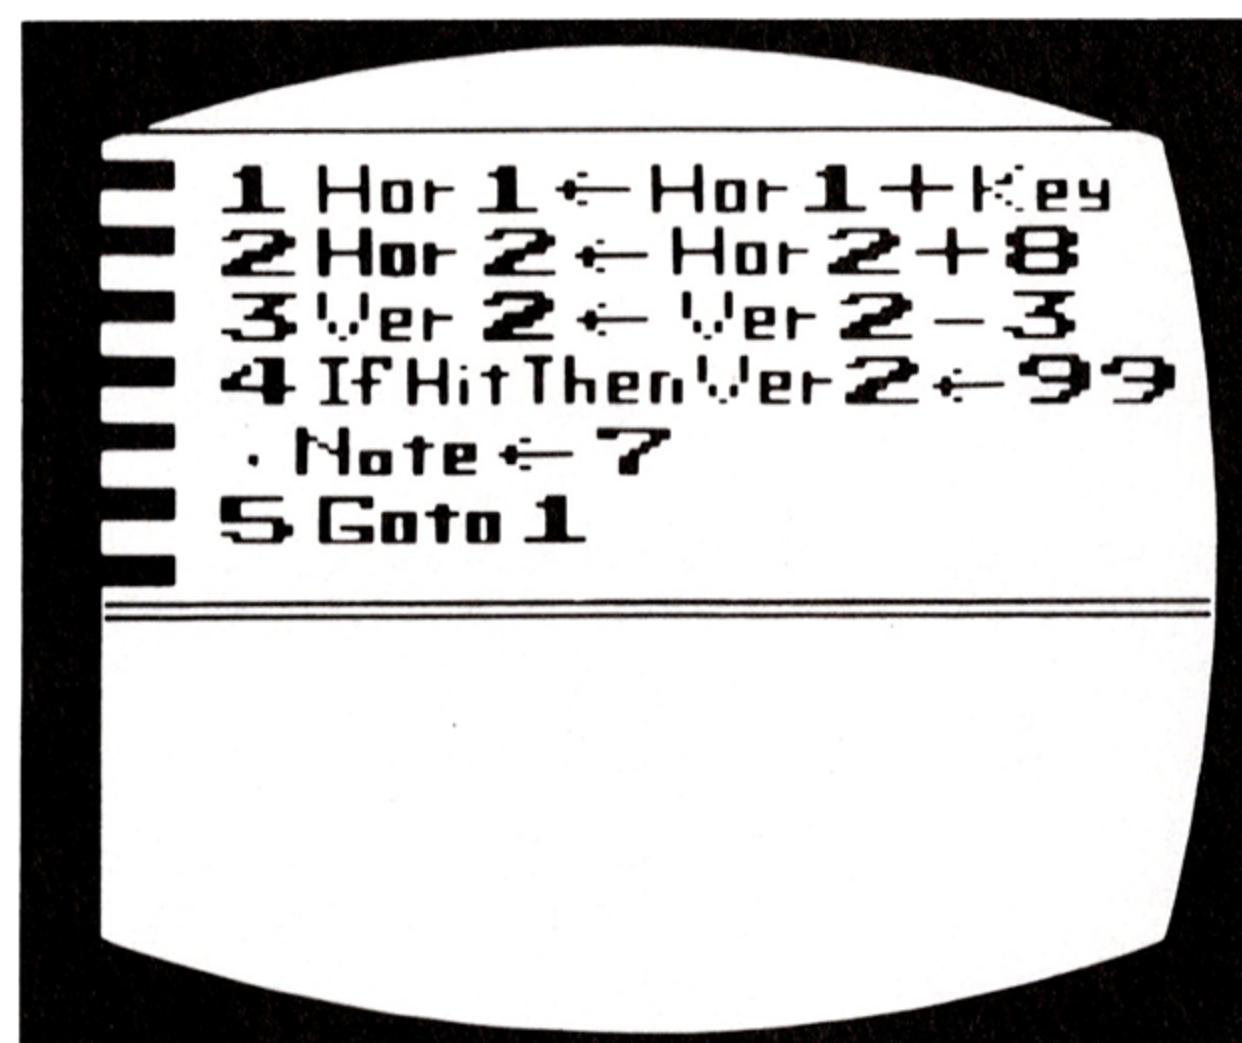 1 Hor 1 ← Hor 1 + Key
2 Hor 2 ← Hor 2 + 8
3 Ver 2 ← Ver 2 - 3
4 If Hit Then Ver 2 ← 99
. Note ← 7
5 Goto 1